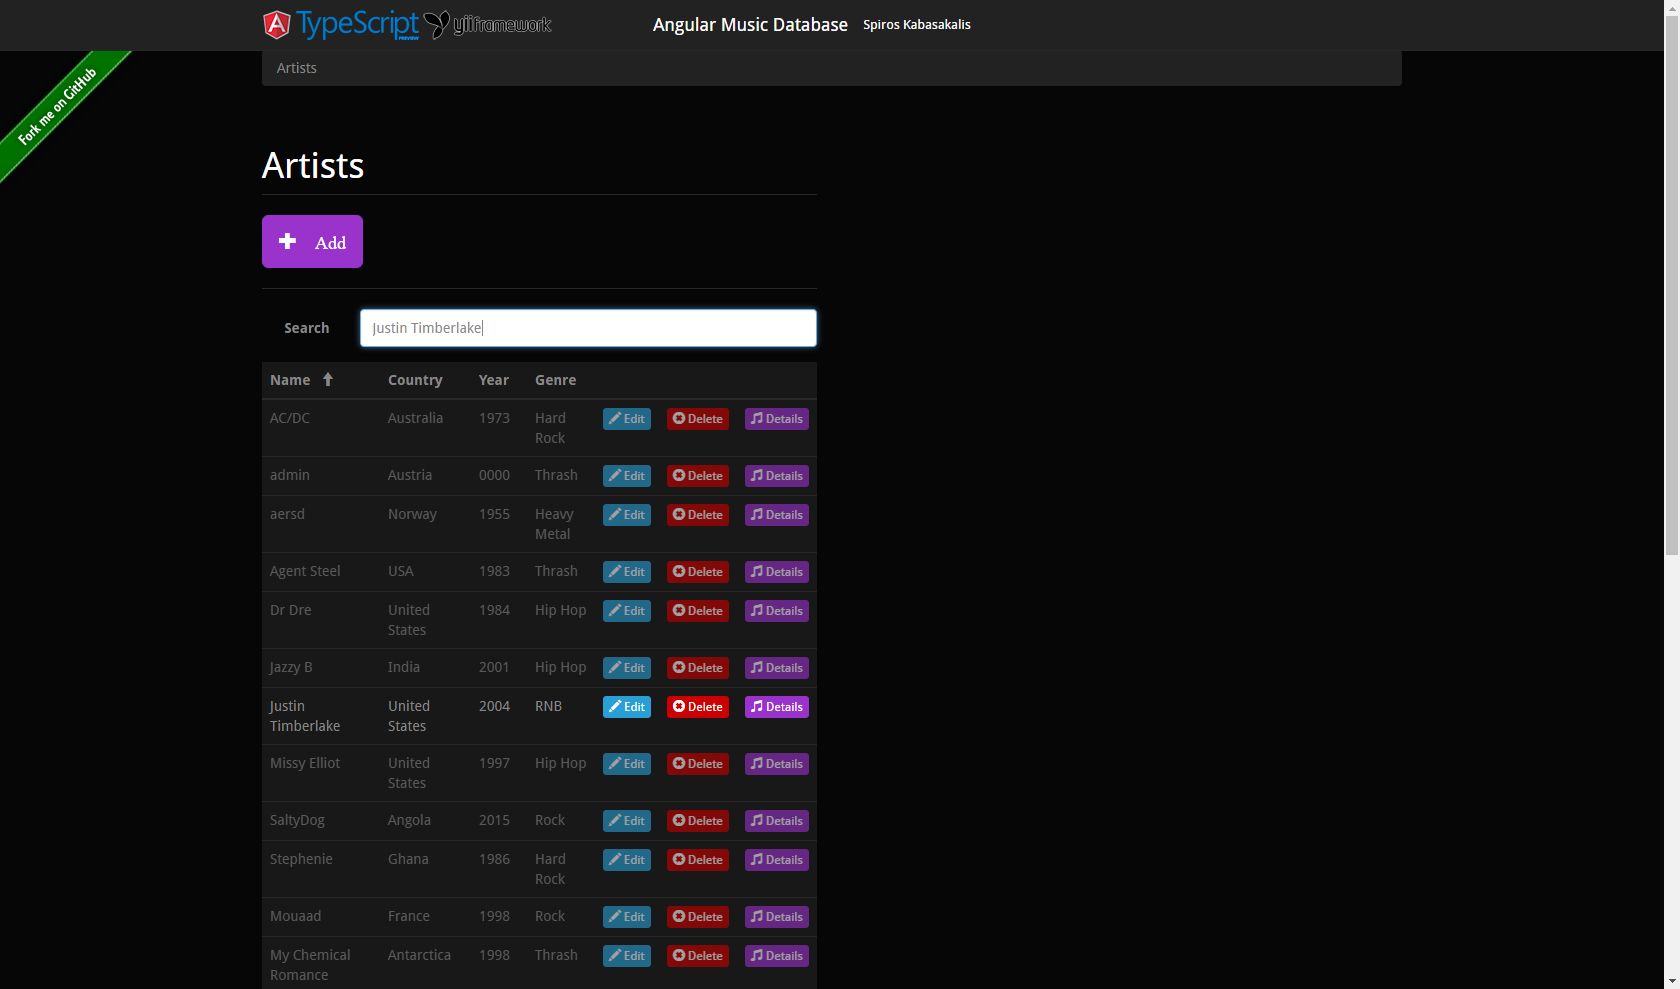 TypeScript PREVIEW yiiframework Angular Music Database Spiros Kabasakalis
Artists
Fork me on GitHub
Artists
Add
Search Justin Timberlake
Name Country Year Genre
AC/DC Australia 1973 Hard Edit Delete Details
Rock
admin Austria 0000 Thrash Edit Delete Details
aersd Norway 1955 Heavy Edit Delete Details
Metal
Agent Steel USA 1983 Thrash Edit Delete Details
Dr Dre United 1984 Hip Hop Edit Delete Details
States
Jazzy B India 2001 Hip Hop Edit Delete Details
Justin United 2004 RNB Edit Delete Details
Timberlake States
Missy Elliot United 1997 Hip Hop Edit Delete Details
States
SaltyDog Angola 2015 Rock Edit Delete Details
Stephenie Ghana 1986 Hard Edit Delete Details
Rock
Mouaad France 1998 Rock Edit Delete Details
My Chemical Antarctica 1998 Thrash Edit Delete Details
Romance